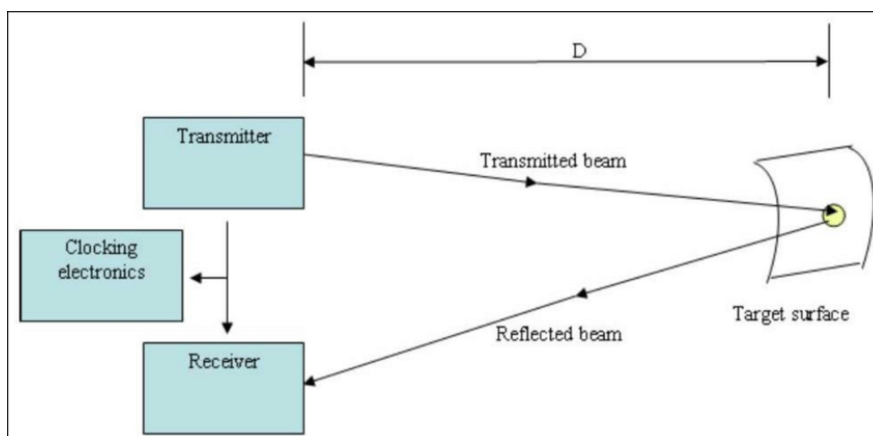 D
Transmitter
Transmitted beam
Clocking
electronics
Target surface
Reflected beam
Receiver